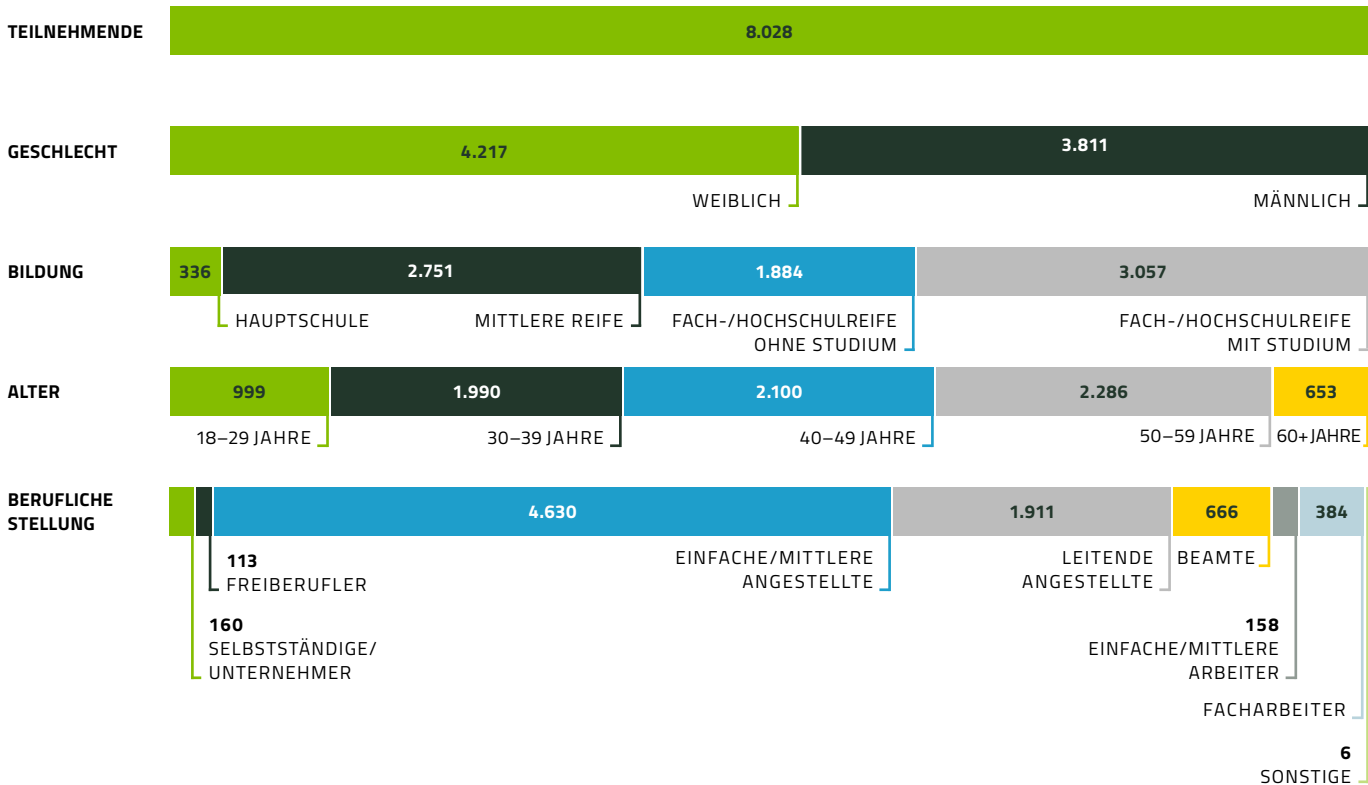 TEILNEHMENDE
8.028
GESCHLECHT
4.217
3.811
WEIBLICH
MÄNNLICH
BILDUNG
336
2.751
1.884
3.057
HAUPTSCHULE
MITTLERE REIFE
FACH-/HOCHSCHULREIFE
OHNE STUDIUM
FACH-/HOCHSCHULREIFE
MIT STUDIUM
ALTER
999
1.990
2.100
2.286
653
18–29 JAHRE
30–39 JAHRE
40–49 JAHRE
50–59 JAHRE
60+JAHRE
BERUFLICHE
STELLUNG
4.630
1.911
666
384
113
FREIBERUFLER
EINFACHE/MITTLERE
ANGESTELLTE
LEITENDE
ANGESTELLTE
BEAMTE
160
SELBSTSTÄNDIGE/
UNTERNEHMER
158
EINFACHE/MITTLERE
ARBEITER
FACHARBEITER
6
SONSTIGE